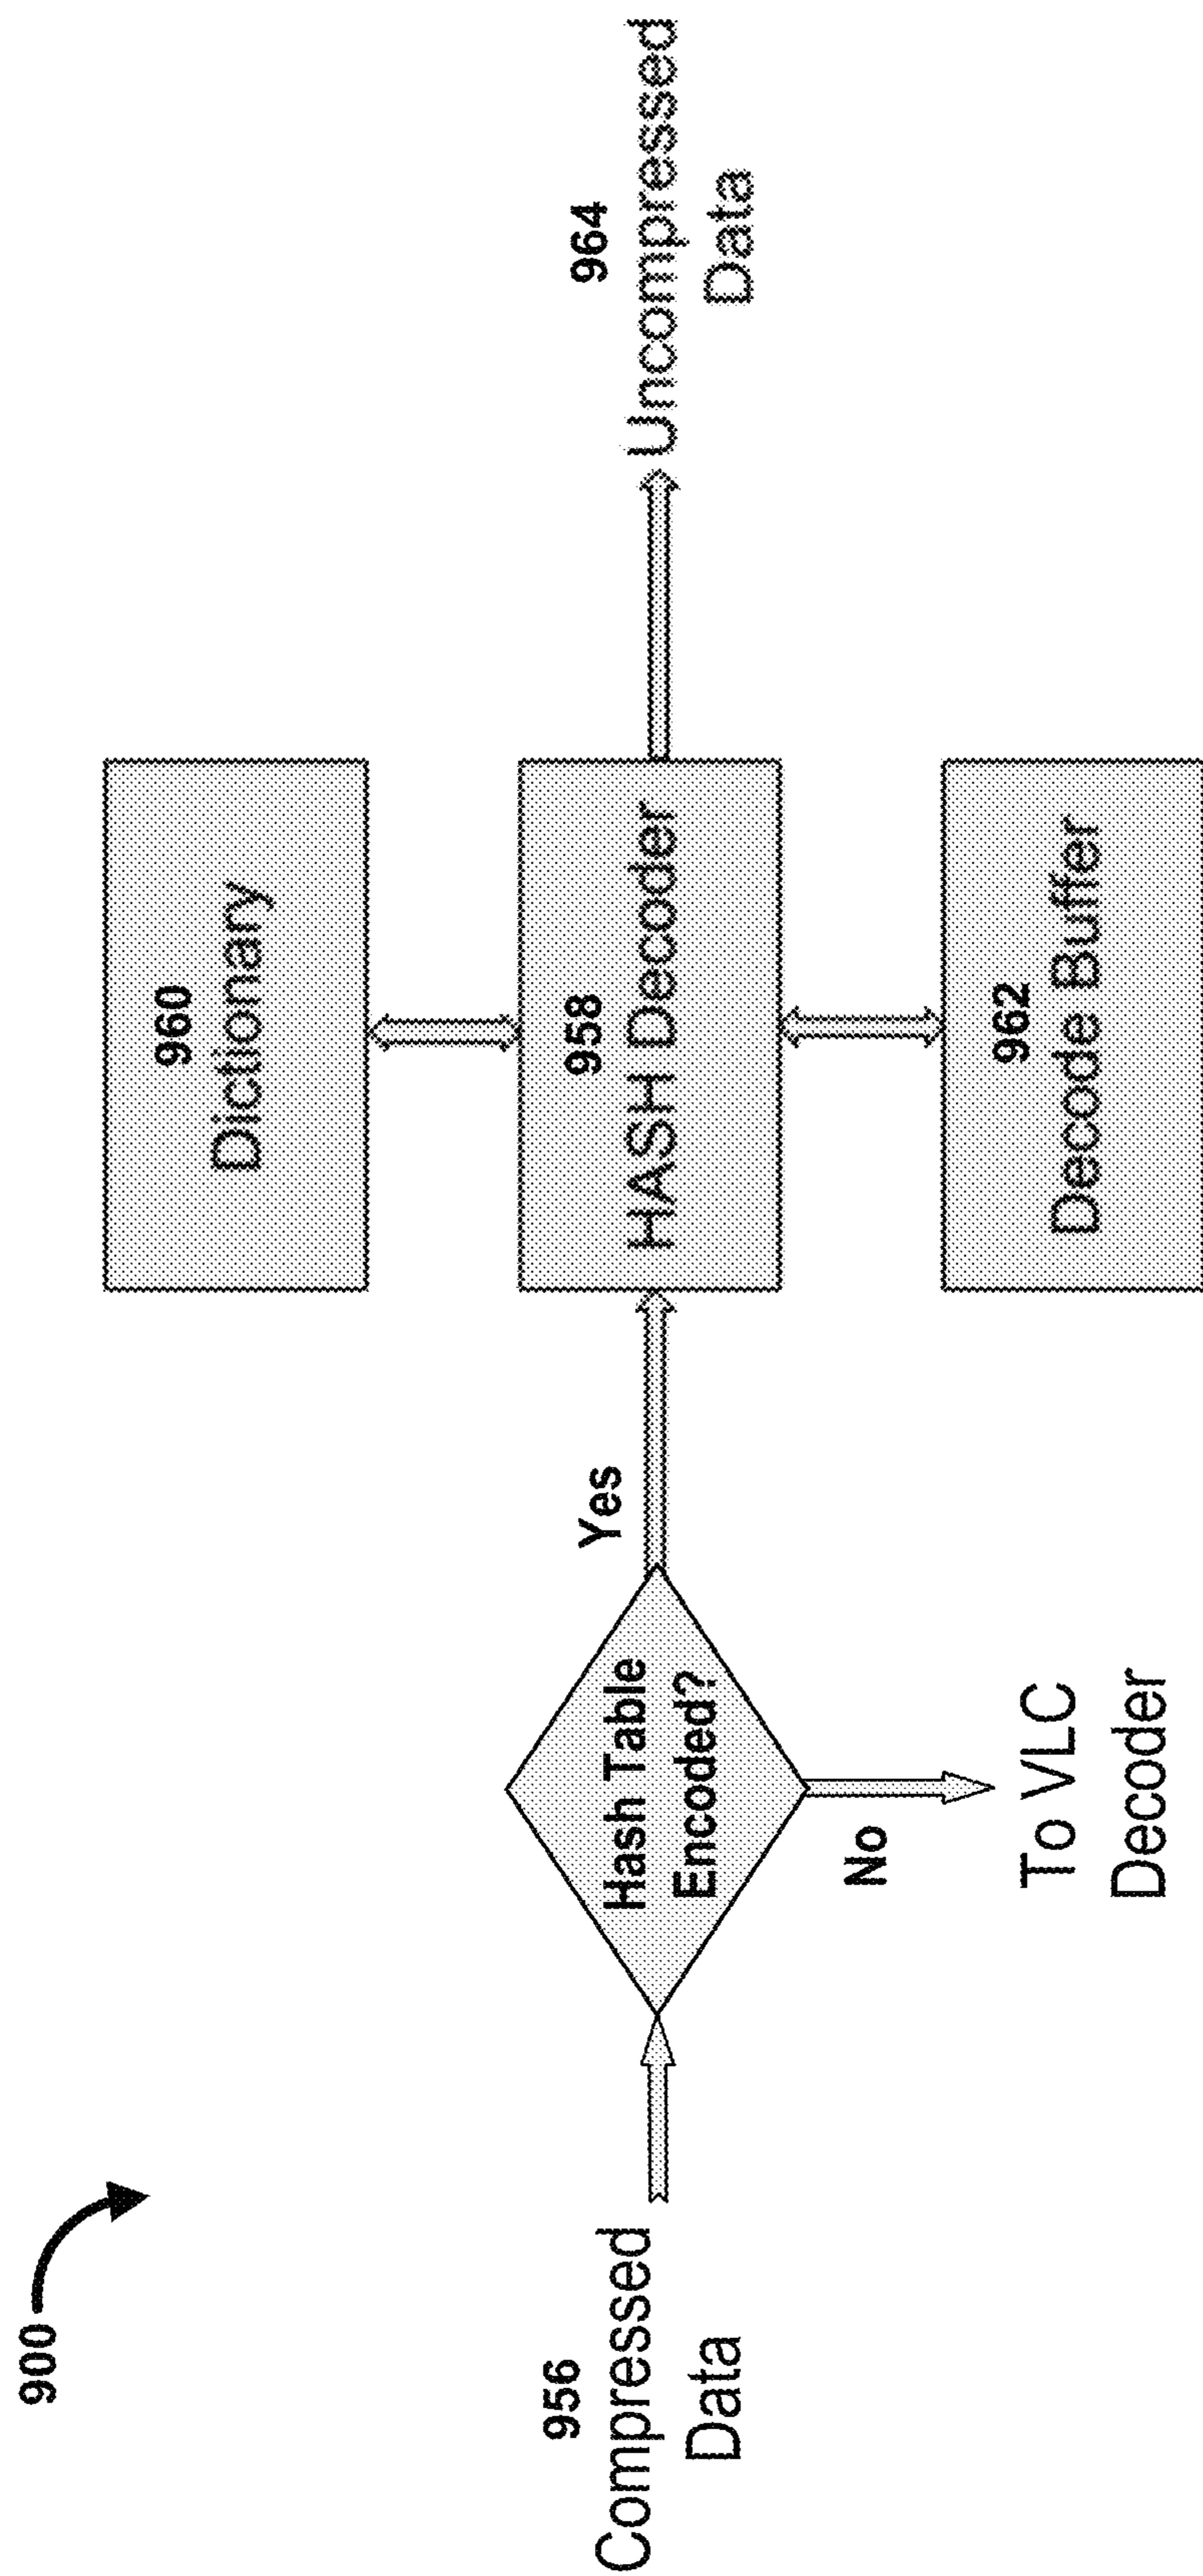 900
956
Compressed
Data
Hash Table
Encoded?
Yes
No
To VLC
Decoder
960
Dictionary
958
HASH Decoder
962
Decode Buffer
964
Uncompressed
Data